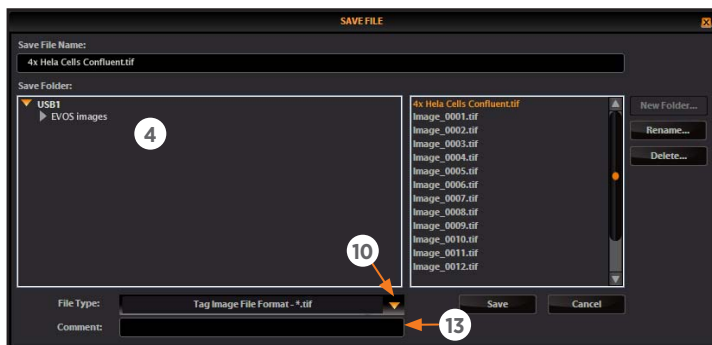 SAVE FILE
Save File Name:
4x Hela Cells Confluent.tif
Save Folder:
USB1
EVOS images
4
4x Hela Cells Confluent.tif
Image_0001.tif
Image_0002.tif
Image_0003.tif
Image_0004.tif
Image_0005.tif
Image_0006.tif
Image_0007.tif
Image_0008.tif
Image_0009.tif
Image_0010.tif
Image_0011.tif
Image_0012.tif
New Folder...
Rename...
Delete...
10
File Type:
Tag Image File Format - *.tif
Save
Cancel
Comment:
13